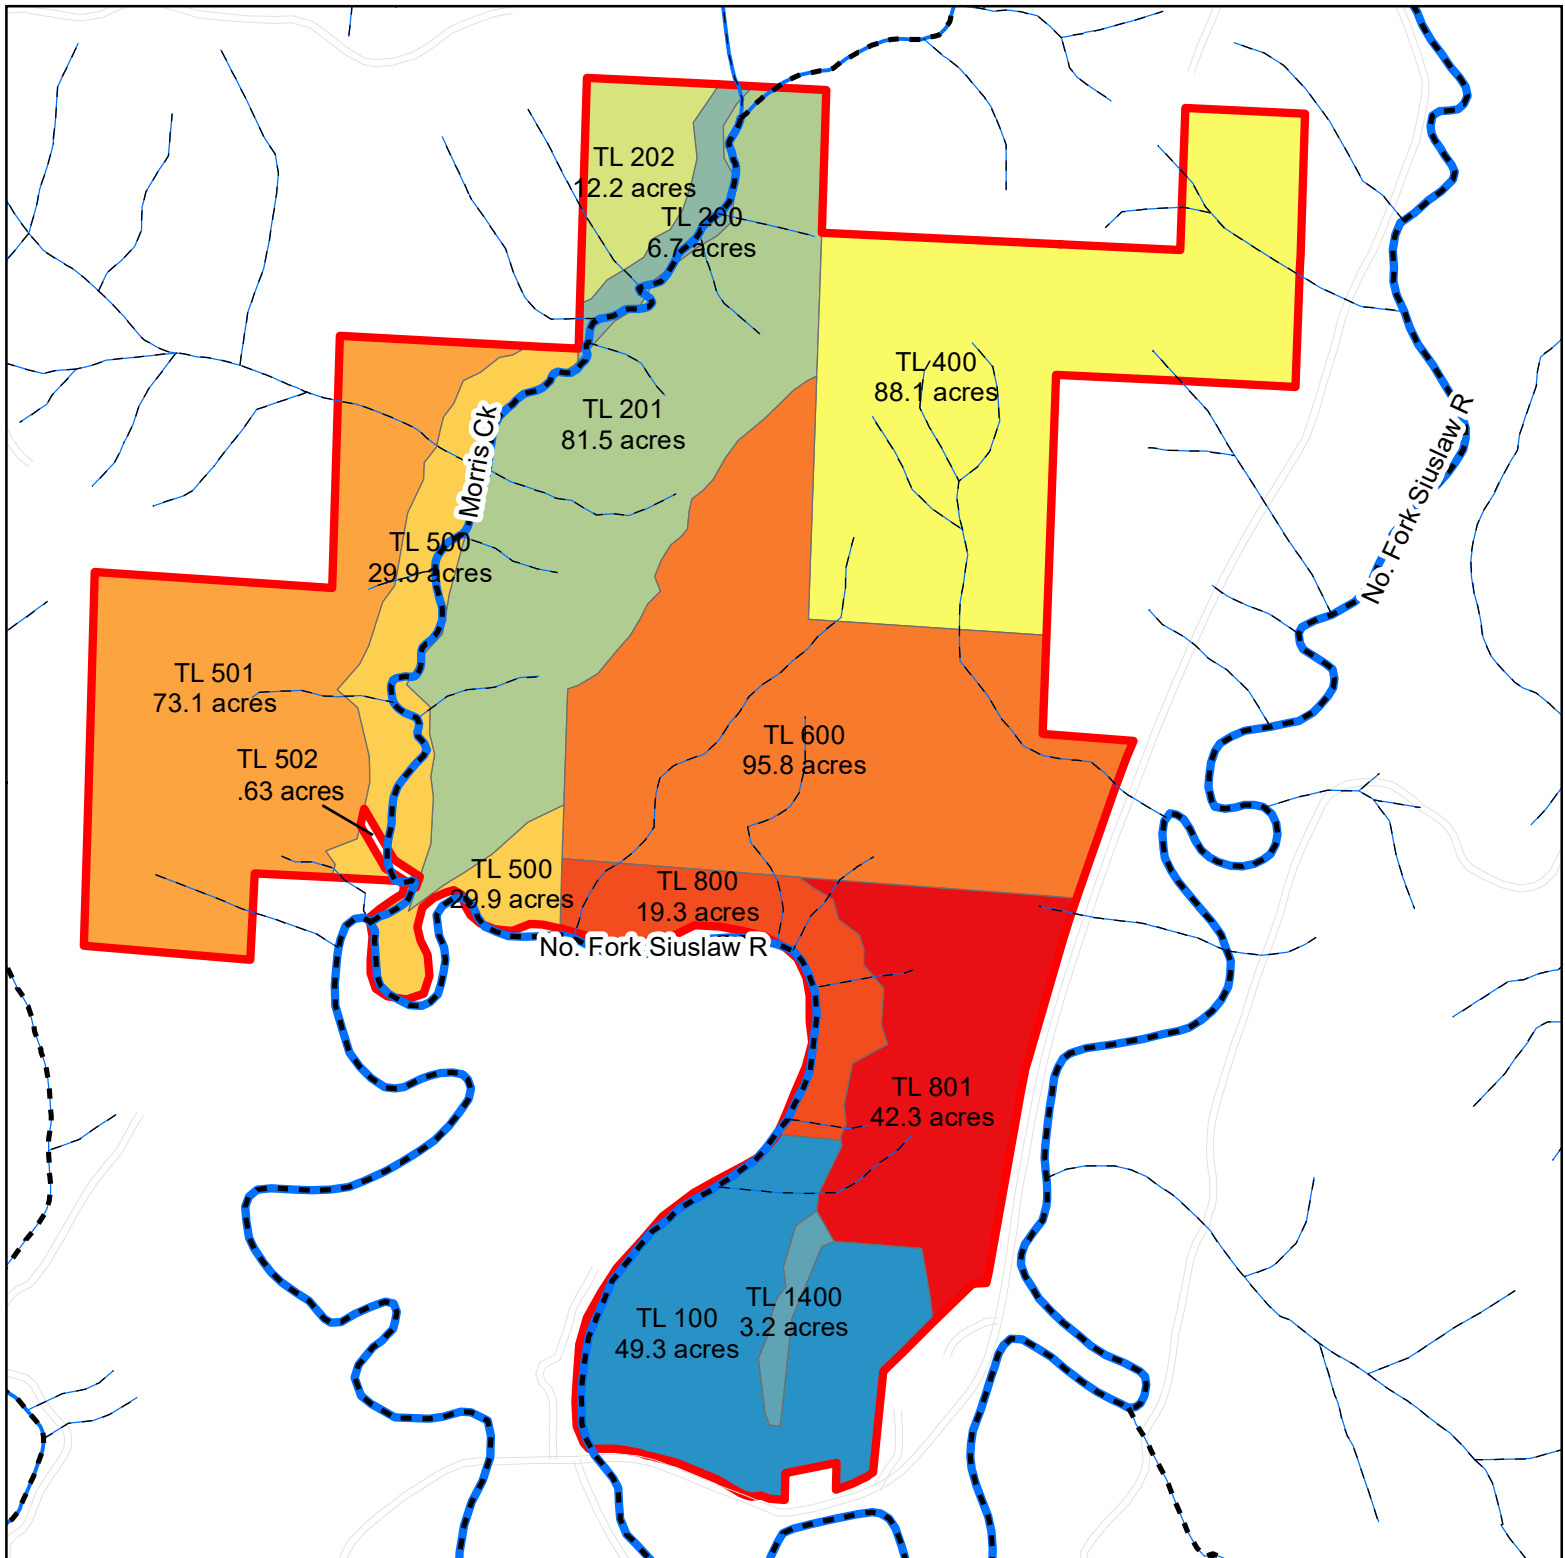 TL 202
12.2 acres
TL 200
6.7 acres
TL 400
88.1 acres
TL 201
81.5 acres
Morris Ck
No. Fork Siuslaw R
TL 500
29.9 acres
TL 501
73.1 acres
TL 502
.63 acres
TL 600
95.8 acres
TL 500
29.9 acres
TL 800
19.3 acres
No. Fork Siuslaw R
TL 801
42.3 acres
TL 1400
3.2 acres
TL 100
49.3 acres